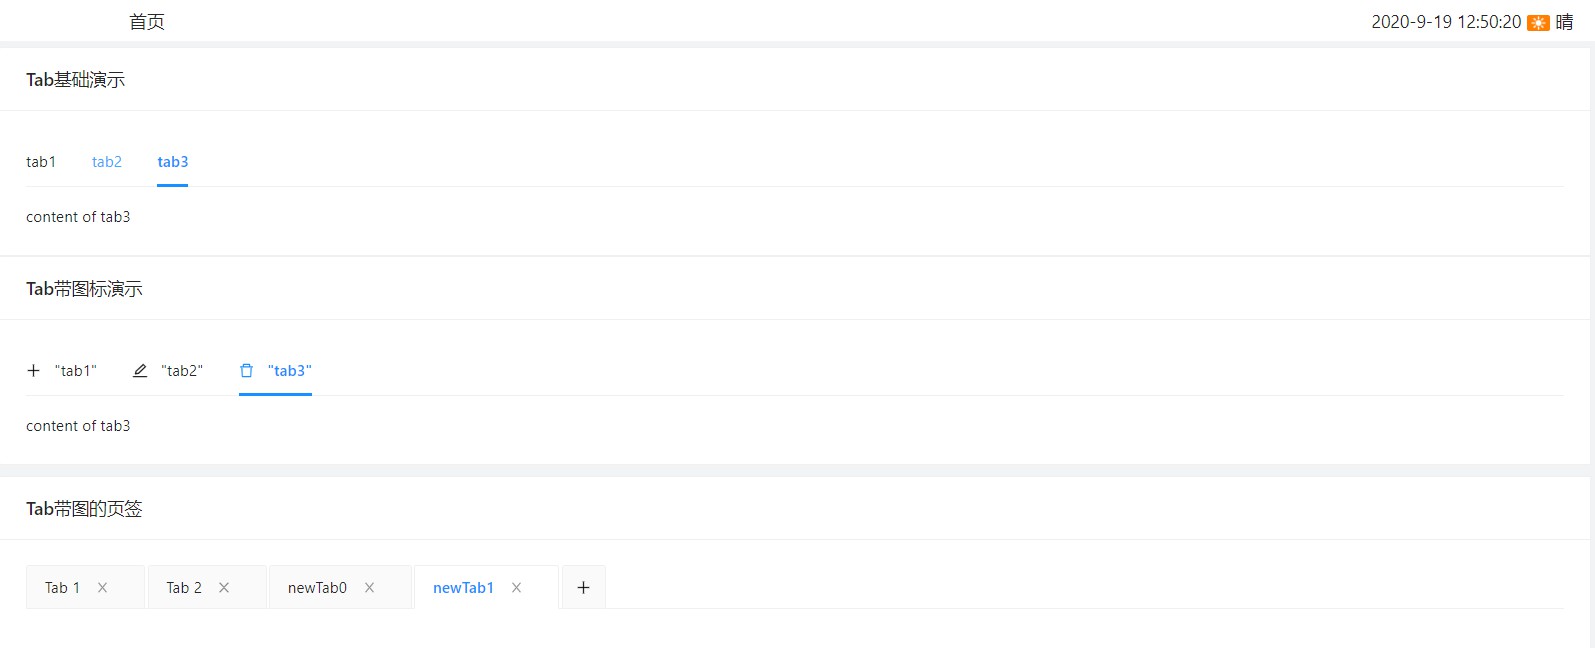 首页 2020-9-19 12:50:20 晴
Tab基础演示
tab1 tab2 tab3
content of tab3
Tab带图标演示
"tab1" "tab2" "tab3"
content of tab3
Tab带图的页签
Tab 1 Tab 2 newTab0 newTab1